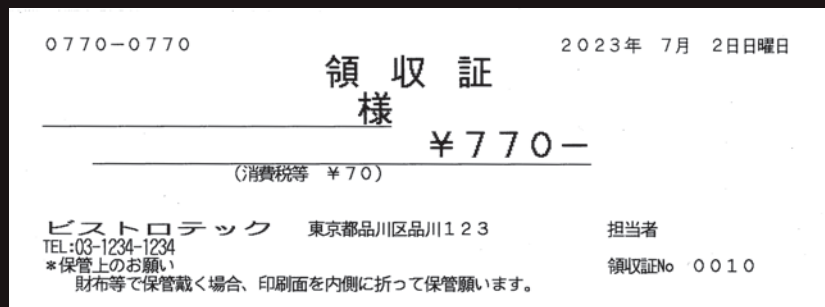 0770-0770 2023年 7月 2日日曜日
領収証
様
¥770-
(消費税等 ¥70)
ビストロテック 東京都品川区品川123 担当者
TEL:03-1234-1234
*保管上のお願い 領収証No 0010
財布等で保管戴く場合、印刷面を内側に折って保管願います。